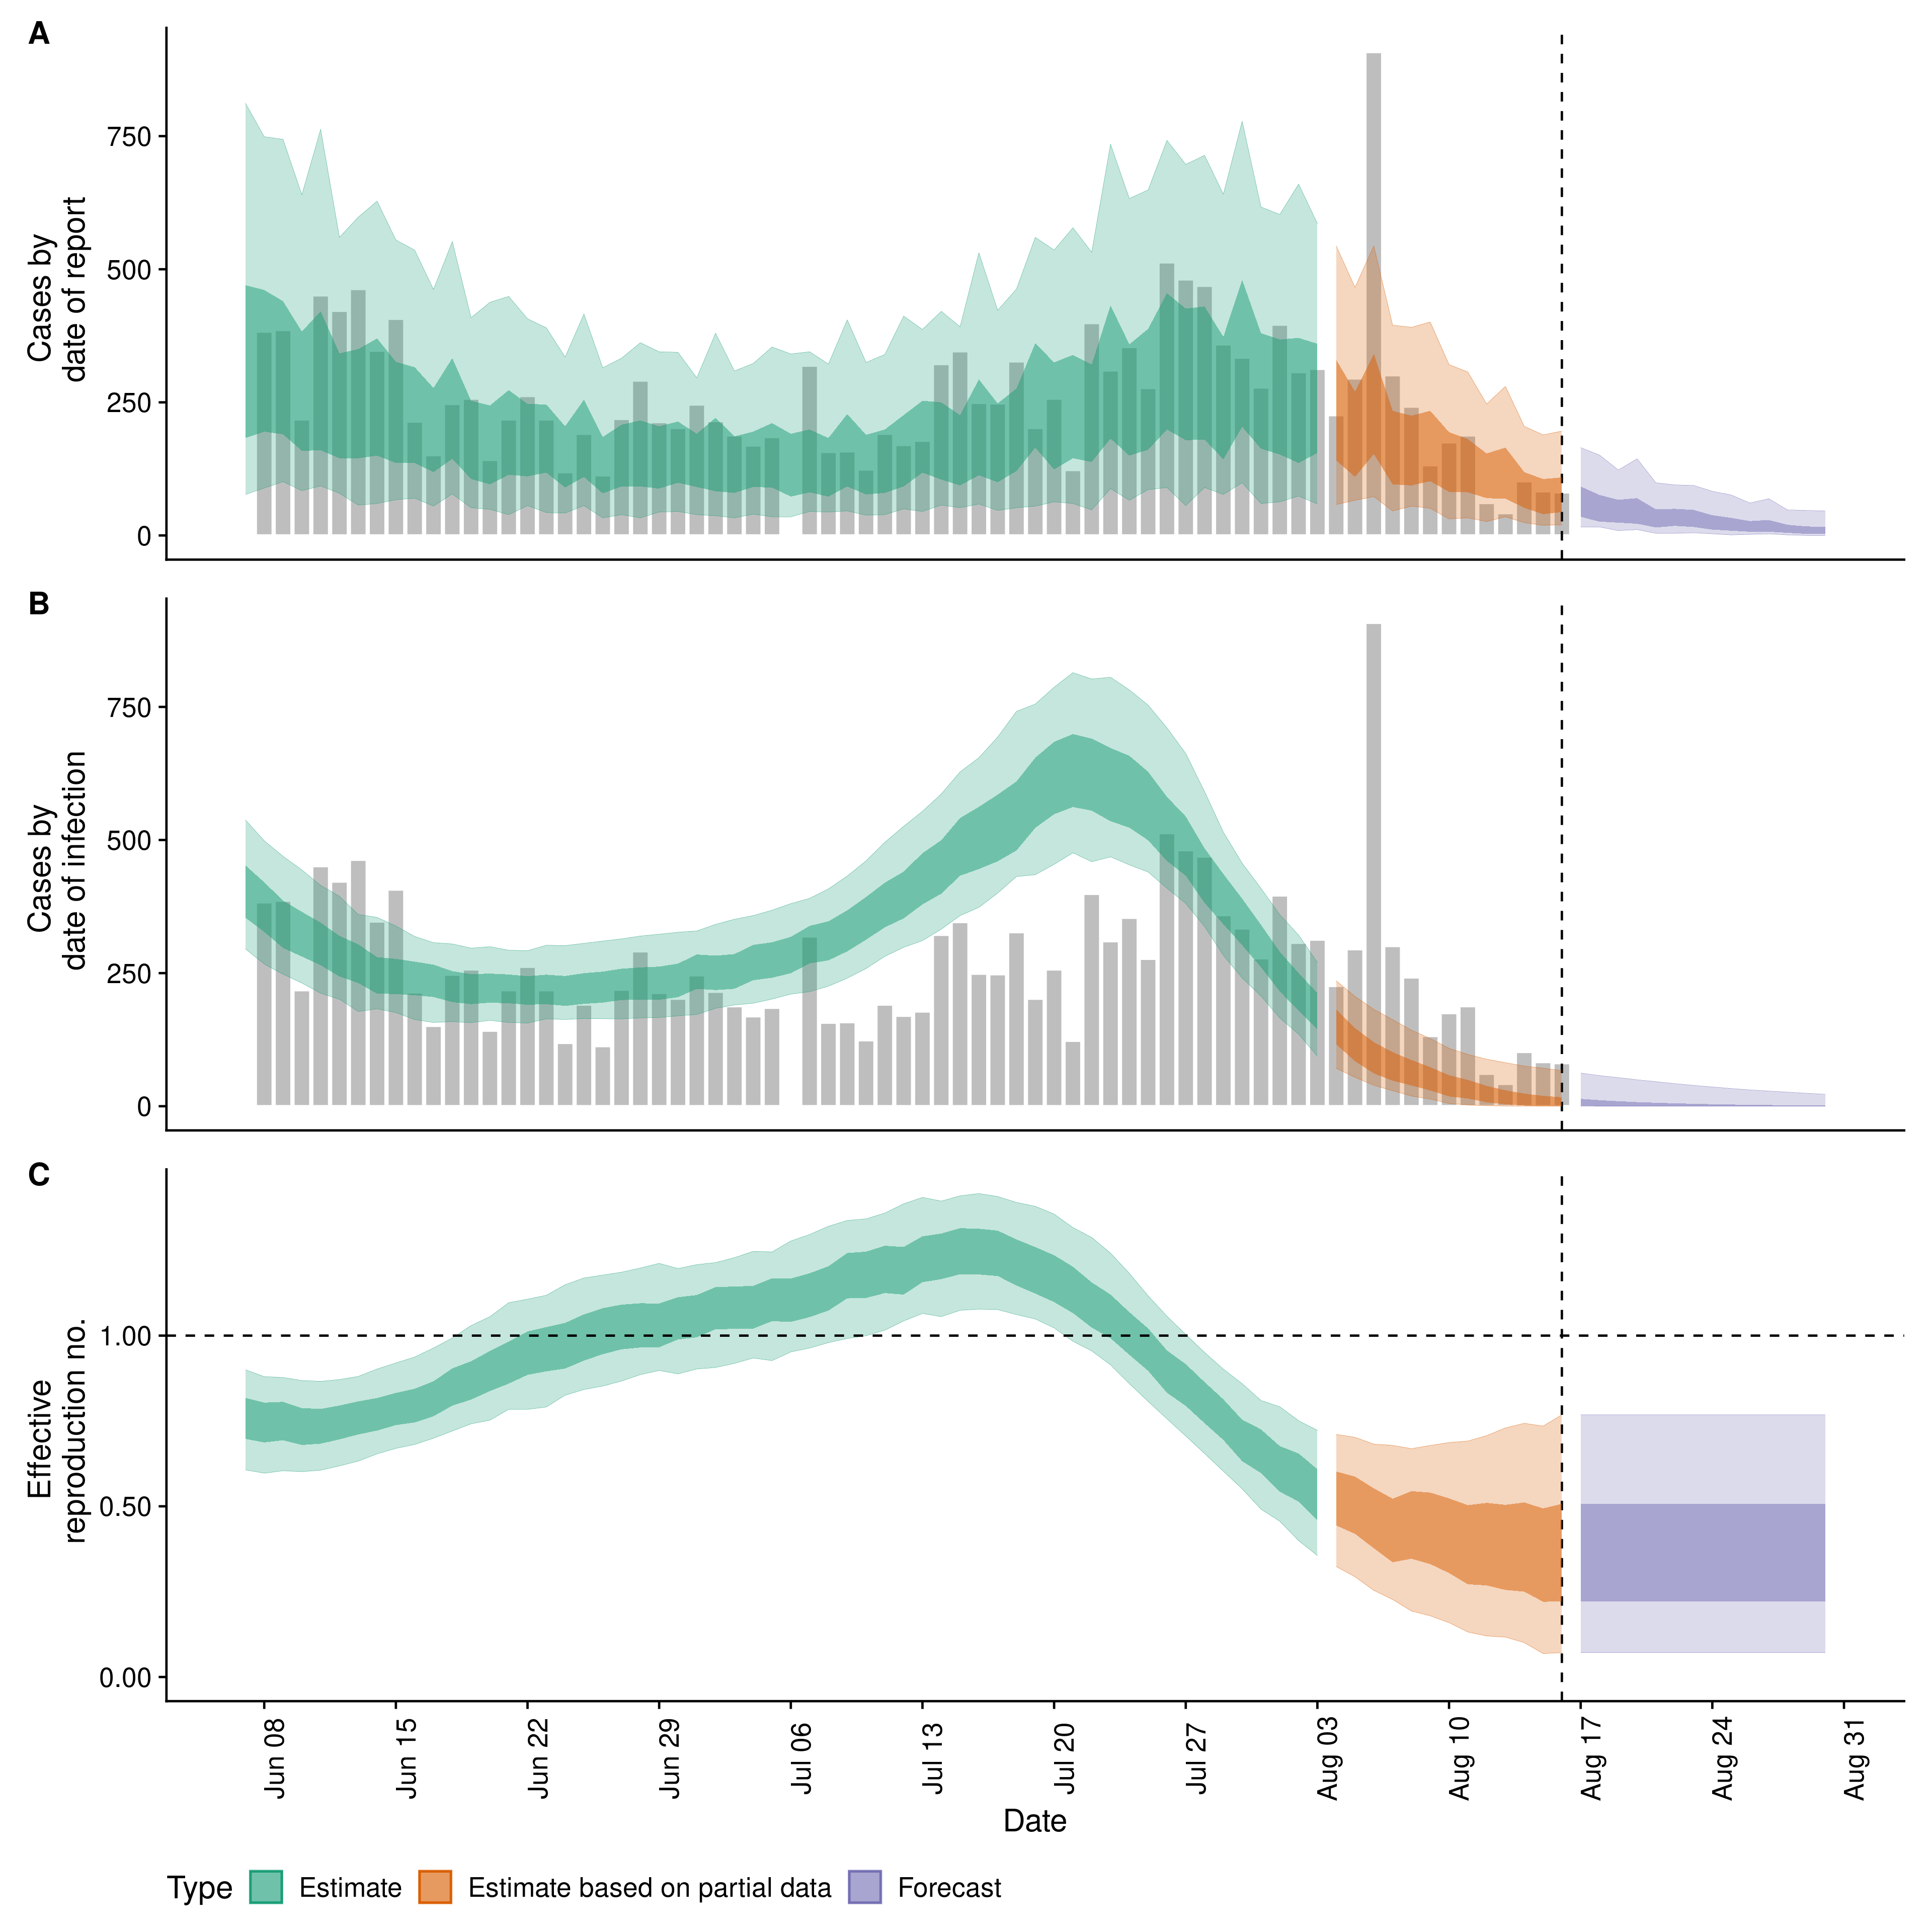 A
Cases by
date of report
750
500
250
0
B
Cases by
date of infection
750
500
250
0
C
Effective
reproduction no.
1.00
0.50
0.00
Jun 08
Jun 15
Jun 22
Jun 29
Jul 06
Jul 13
Jul 20
Jul 27
Aug 03
Aug 10
Aug 17
Aug 24
Aug 31
Date
Type Estimate Estimate based on partial data Forecast